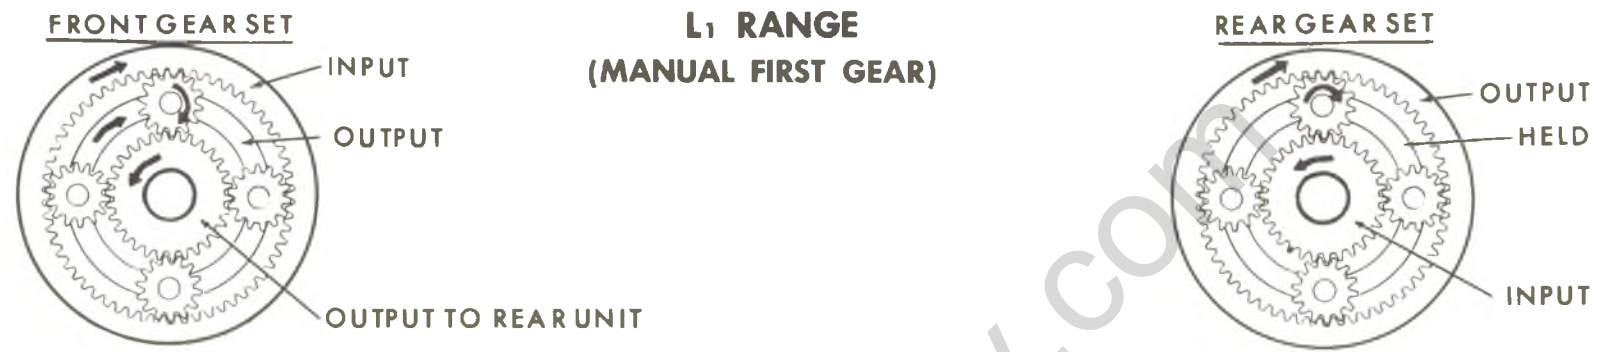 FRONT GEAR SET
L1 RANGE
(MANUAL FIRST GEAR)
REAR GEAR SET
INPUT
OUTPUT
OUTPUT TO REAR UNIT
OUTPUT
HELD
INPUT
.com